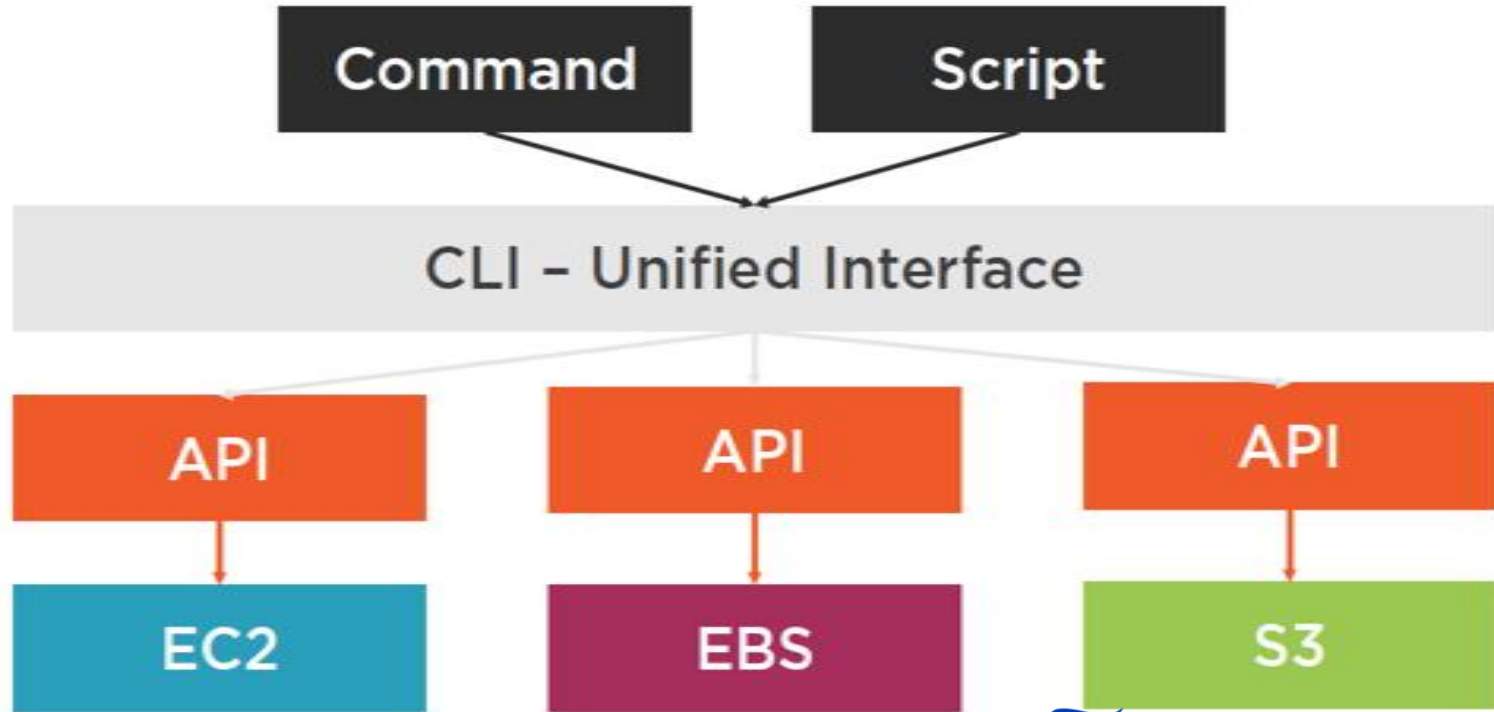 Command
Script
CLI – Unified Interface
API
API
API
EC2
EBS
S3